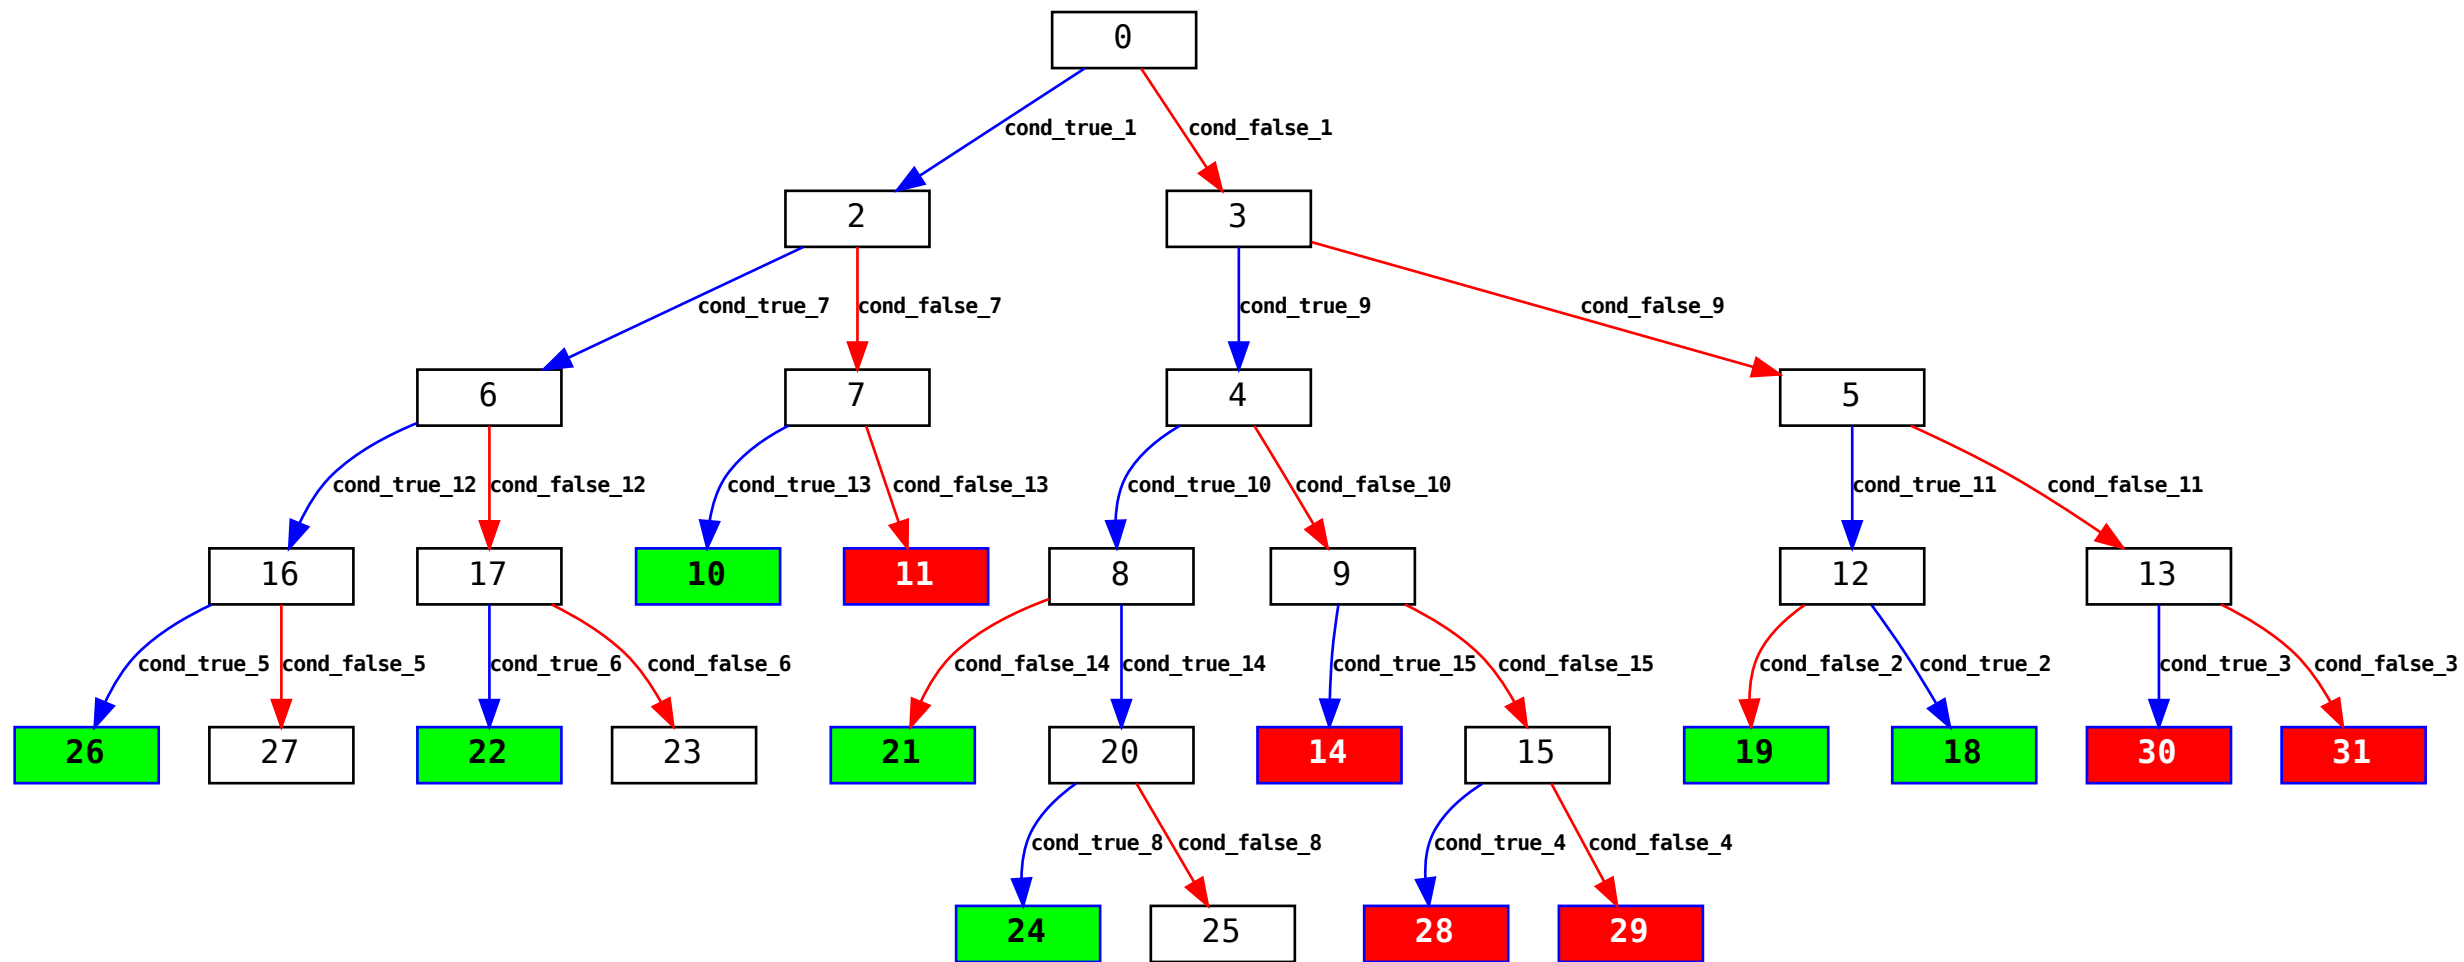 0
cond_true_1 cond_false_1
2 3
cond_true_7 cond_false_7 cond_true_9 cond_false_9
6 7 4 5
cond_true_12 cond_false_12 cond_true_13 cond_false_13 cond_true_10 cond_false_10 cond_true_11 cond_false_11
16 17 10 11 8 9 12 13
cond_true_5 cond_false_5 cond_true_6 cond_false_6 cond_false_14 cond_true_14 cond_true_15 cond_false_15 cond_false_2 cond_true_2 cond_true_3 cond_false_3
26 27 22 23 21 20 14 15 19 18 30 31
cond_true_8 cond_false_8 cond_true_4 cond_false_4
24 25 28 29